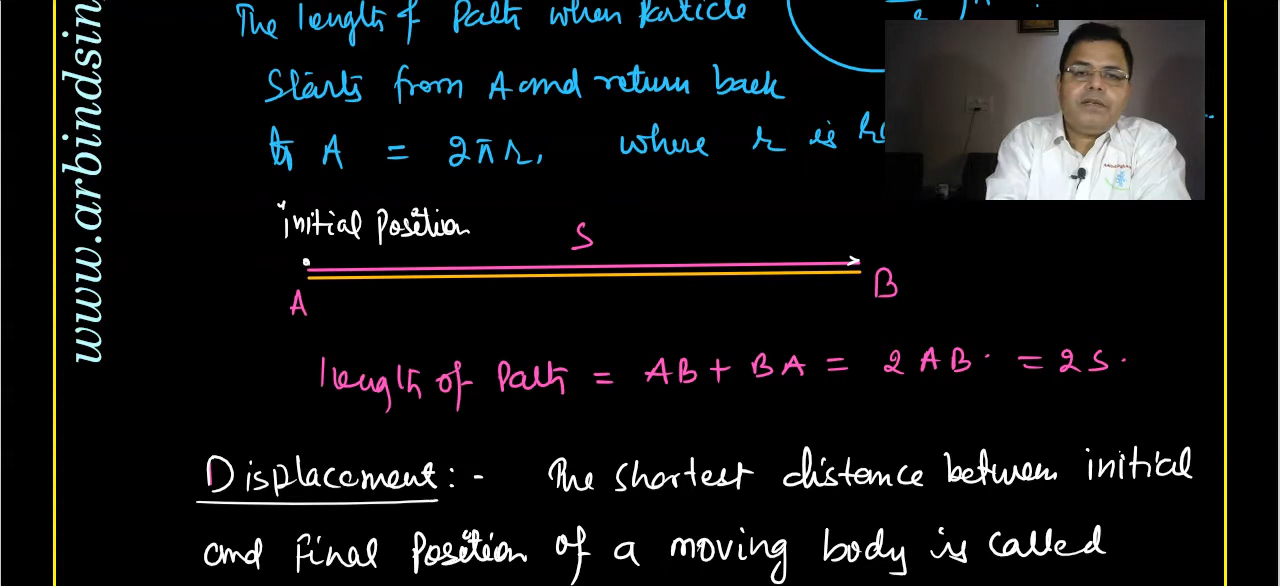 The length of Path when Particle
Starts from A and return back
to A = 2πr, where r is
initial Position
S
A
B
length of Path = AB + BA = 2AB. = 2S.
Displacement :- The shortest distance between initial
and final Position of a moving body is called
www.arbindsin